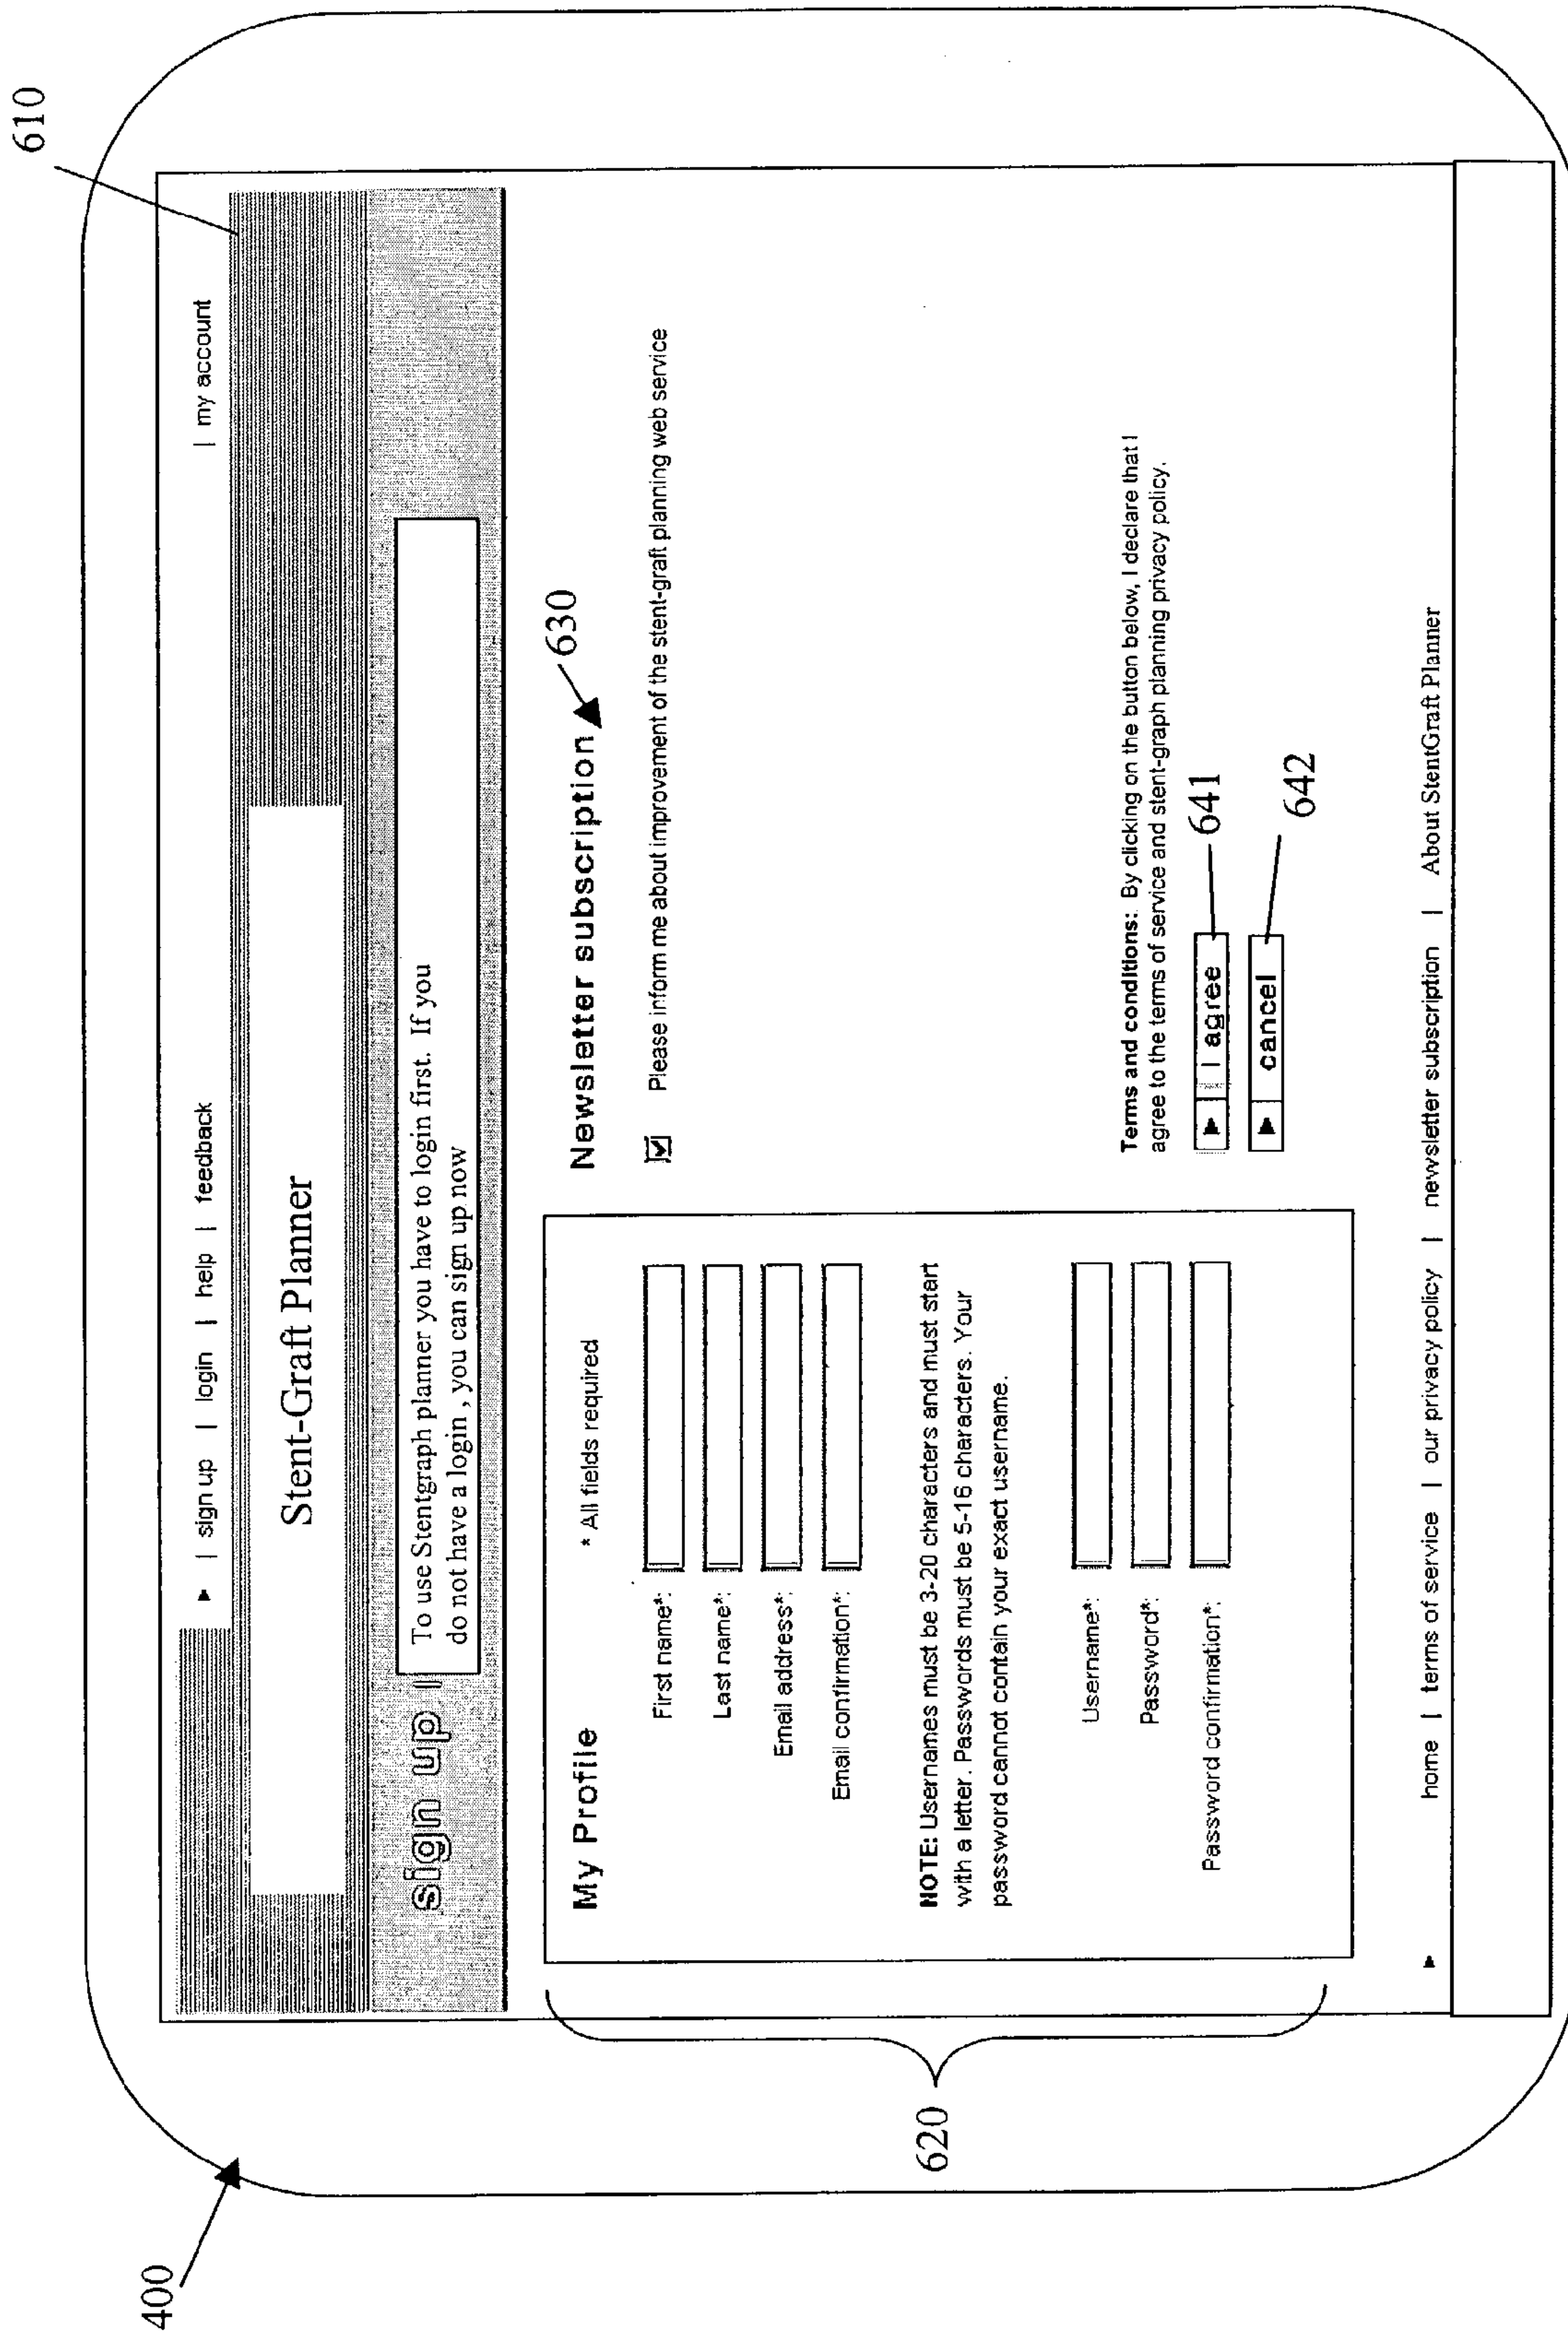 400
610
| sign up | login | help | feedback
| my account
Stent-Graft Planner
sign up |
To use Stentgraph planner you have to login first. If you
do not have a login , you can sign up now
620
My Profile
* All fields required
First name*:
Last name*:
Email address*:
Email confirmation*:
NOTE: Usernames must be 3-20 characters and must start
with a letter. Passwords must be 5-16 characters. Your
password cannot contain your exact username.
Username*:
Password*:
Password confirmation*:
Newsletter subscription
630
Please inform me about improvement of the stent-graft planning web service
Terms and conditions: By clicking on the button below, I declare that I
agree to the terms of service and stent-graph planning privacy policy.
I agree
641
cancel
642
home | terms of service | our privacy policy | newsletter subscription | About StentGraft Planner